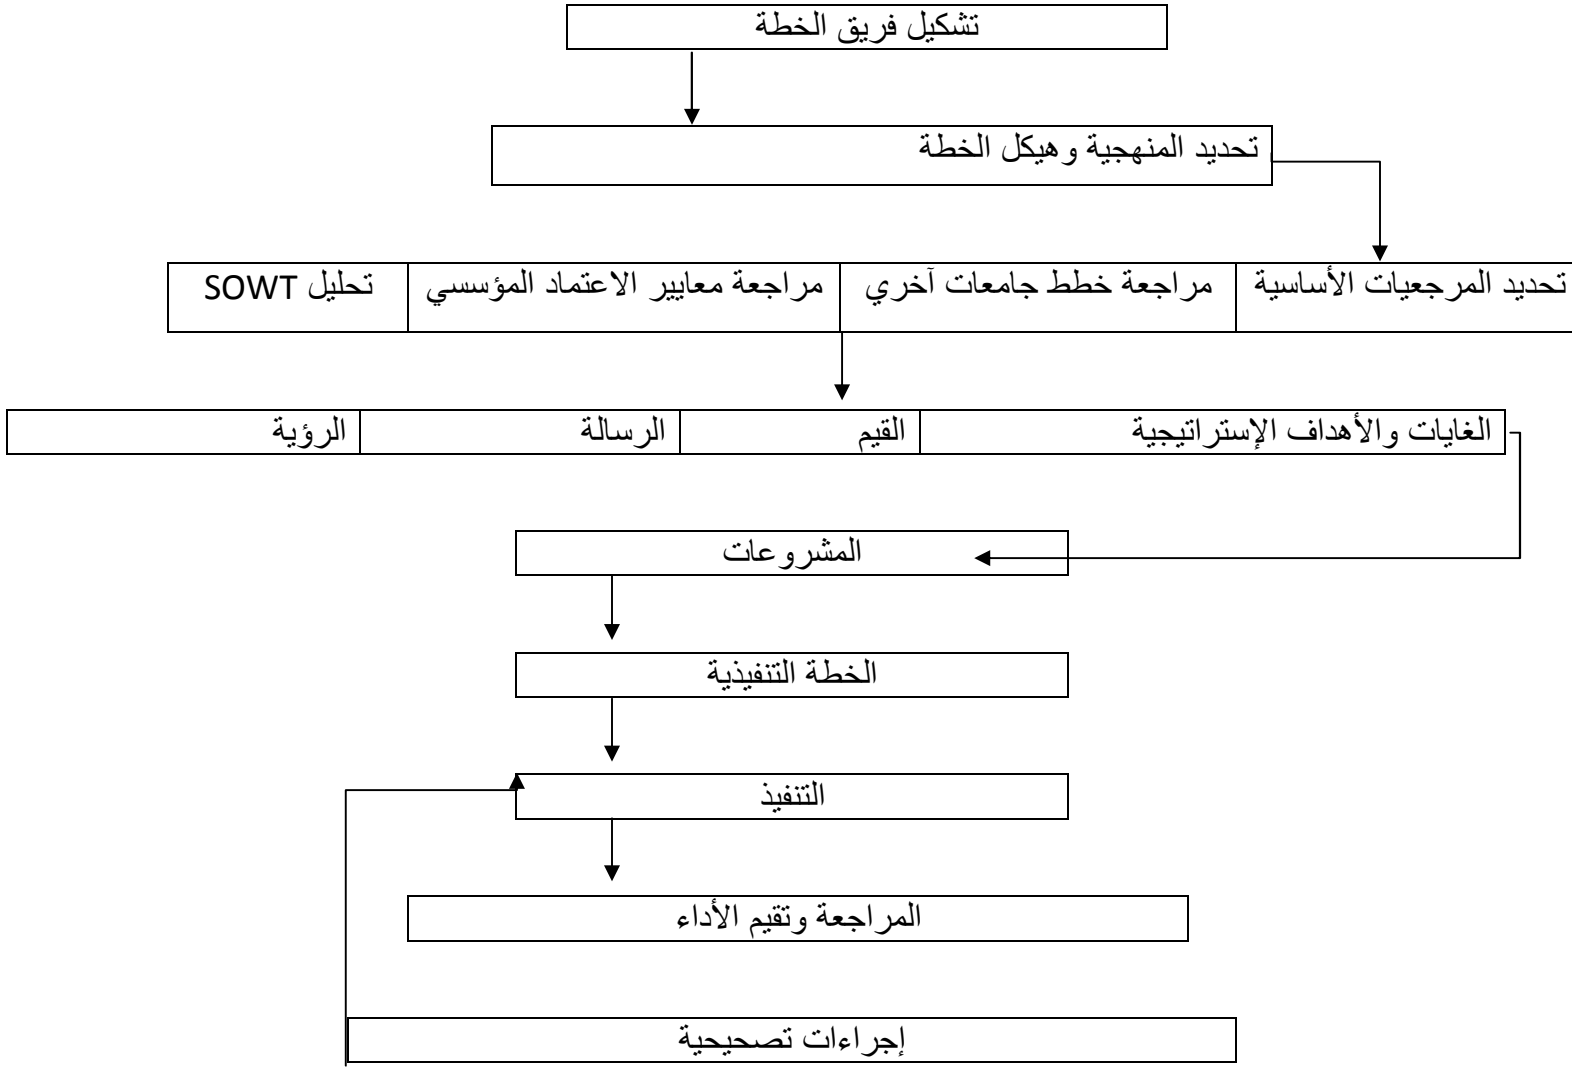 تشكيل فريق الخطة
تحديد المنهجية وهيكل الخطة
تحديد المرجعيات الأساسية
مراجعة خطط جامعات آخري
مراجعة معايير الاعتماد المؤسسي
تحليل SOWT
الغايات والأهداف الإستراتيجية
القيم
الرسالة
الرؤية
المشروعات
الخطة التنفيذية
التنفيذ
المراجعة وتقيم الأداء
إجراءات تصحيحية